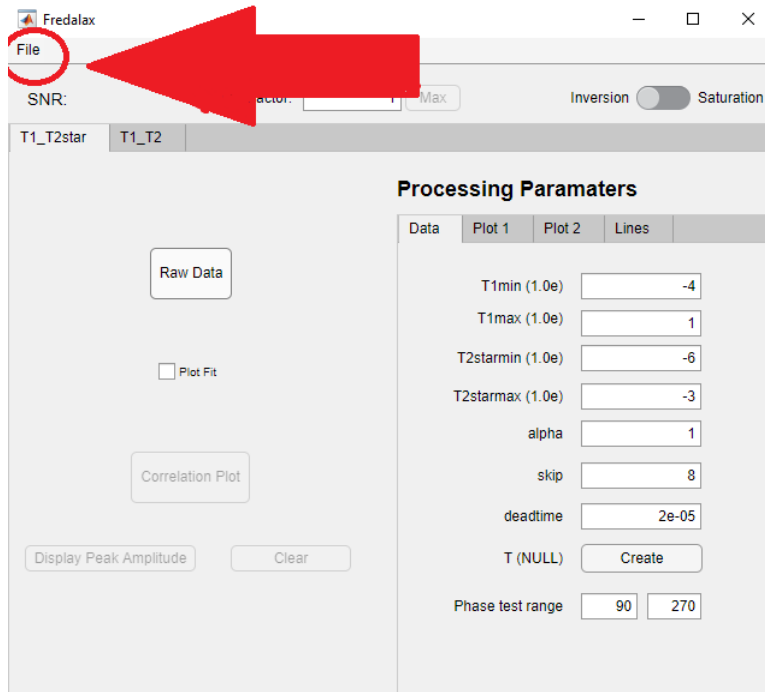 Fredalax
File
SNR:
actor: 1 Max
Inversion Saturation
T1_T2star T1_T2
Processing Paramaters
Data Plot 1 Plot 2 Lines
Raw Data
T1min (1.0e) -4
T1max (1.0e) 1
Plot Fit
T2starmin (1.0e) -6
T2starmax (1.0e) -3
alpha 1
Correlation Plot
skip 8
deadtime 2e-05
Display Peak Amplitude Clear
T (NULL) Create
Phase test range 90 270